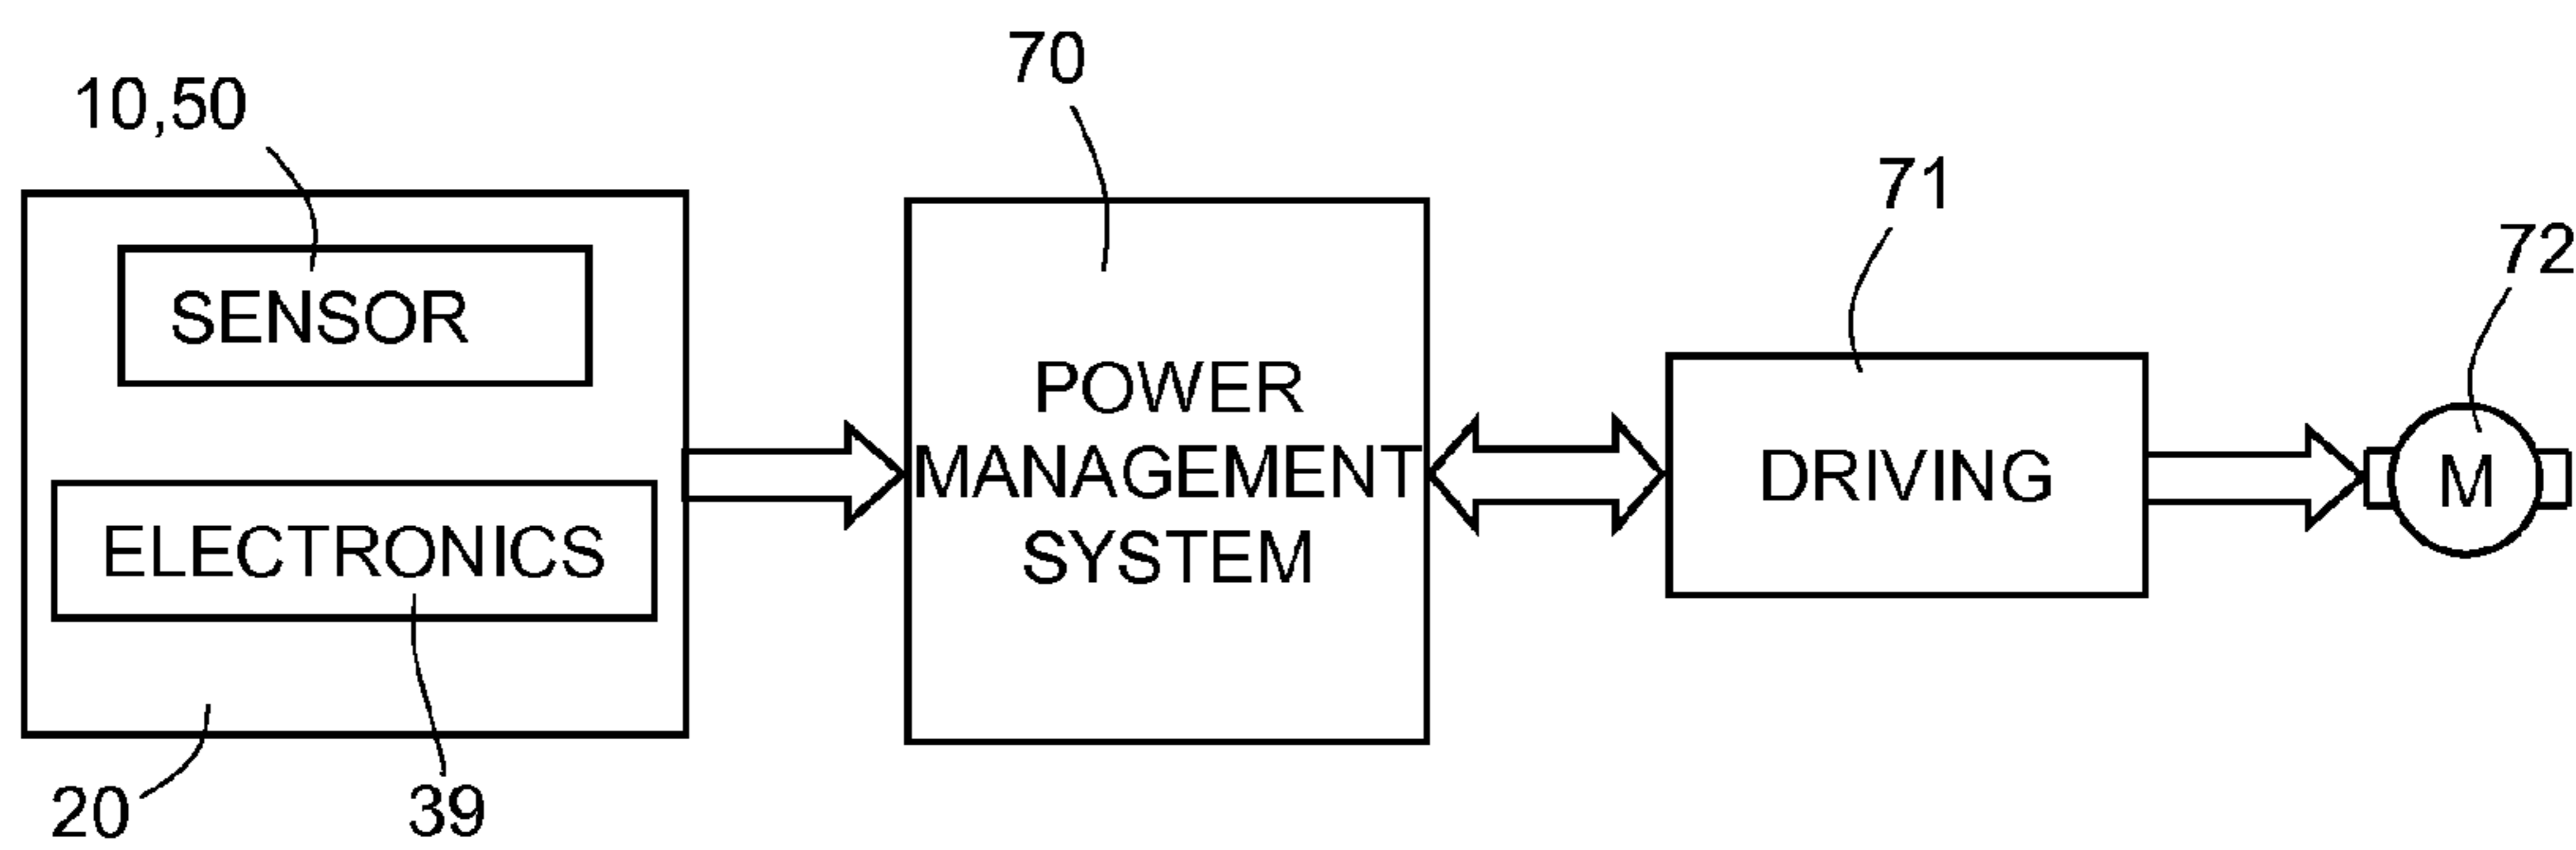 70
10,50
71
72
SENSOR
POWER
MANAGEMENT
SYSTEM
DRIVING
M
ELECTRONICS
20
39